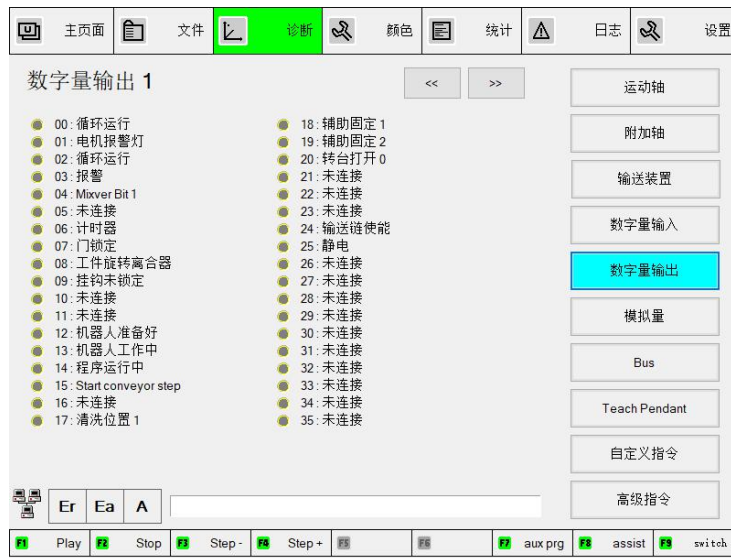 主页面 文件 诊断 颜色 统计 日志 设置
数字量输出 1 << >>
00: 循环运行
01: 电机报警灯
02: 循环运行
03: 报警
04: Mixver Bit 1
05: 未连接
06: 计时器
07: 门锁定
08: 工件旋转离合器
09: 挂钩未锁定
10: 未连接
11: 未连接
12: 机器人准备好
13: 机器人工作中
14: 程序运行中
15: Start conveyor step
16: 未连接
17: 清洗位置 1
18: 辅助固定 1
19: 辅助固定 2
20: 转台打开 0
21: 未连接
22: 未连接
23: 未连接
24: 输送链使能
25: 静电
26: 未连接
27: 未连接
28: 未连接
29: 未连接
30: 未连接
31: 未连接
32: 未连接
33: 未连接
34: 未连接
35: 未连接
运动轴
附加轴
输送装置
数字量输入
数字量输出
模拟量
Bus
Teach Pendant
自定义指令
高级指令
Er Ea A
F1 Play F2 Stop F3 Step - F4 Step + F5 F6 F7 aux prg F8 assist F9 switch